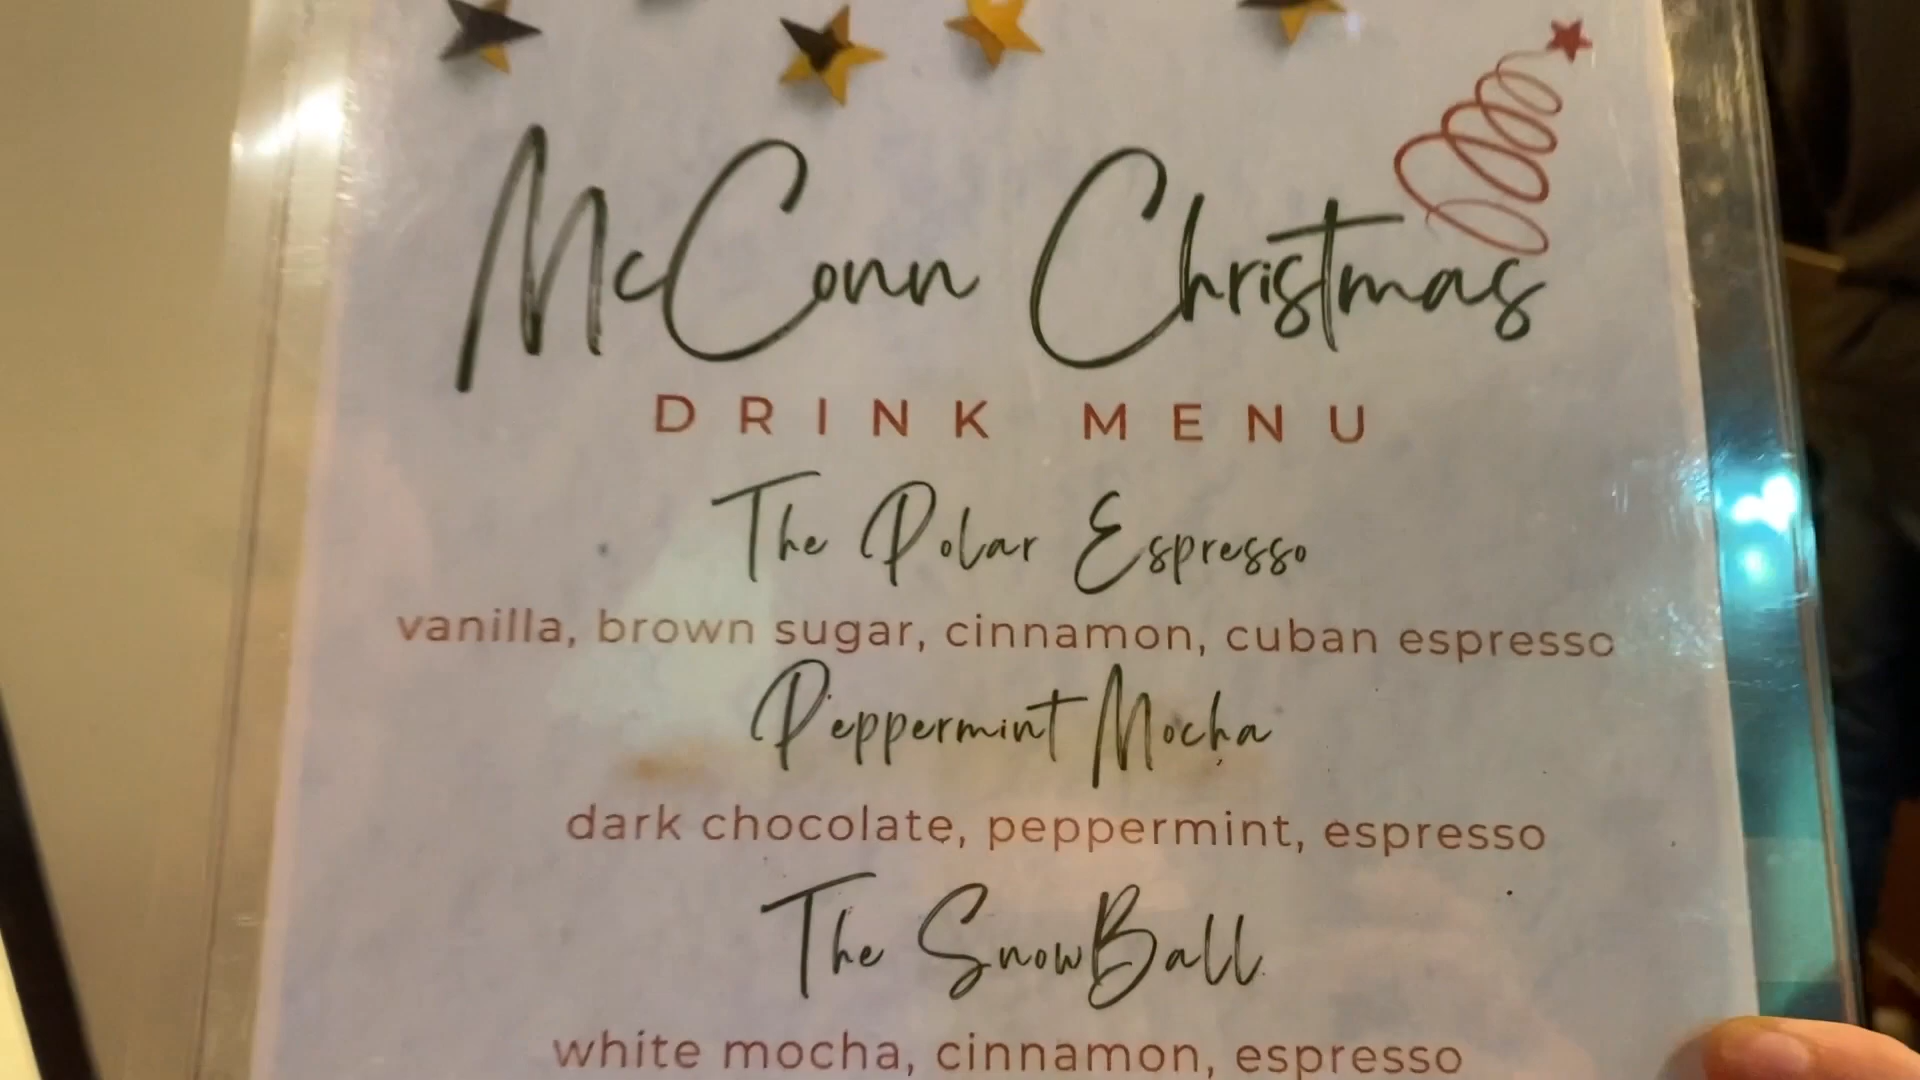 McConn Christmas
DRINK MENU
The Polar Espresso
vanilla, brown sugar, cinnamon, cuban espresso
Peppermint Mocha
dark chocolate, peppermint, espresso
The SnowBall
white mocha, cinnamon, espresso